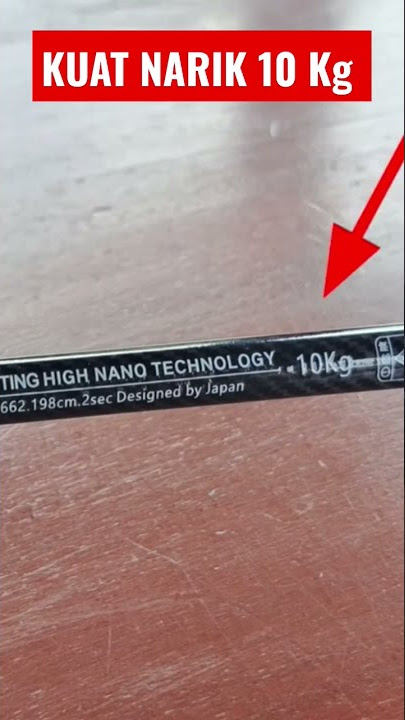 KUAT NARIK 10 Kg
TING HIGH NANO TECHNOLOGY
10Kg
662.198cm.2sec Designed by Japan